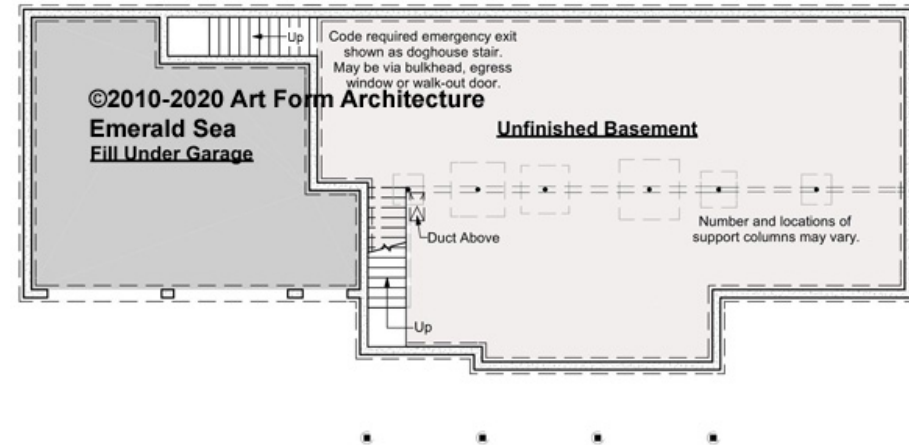 Up
Code required emergency exit
shown as doghouse stair.
May be via bulkhead, egress
window or walk-out door.
©2010-2020 Art Form Architecture
Emerald Sea
Fill Under Garage
Unfinished Basement
Number and locations of
support columns may vary.
Duct Above
Up